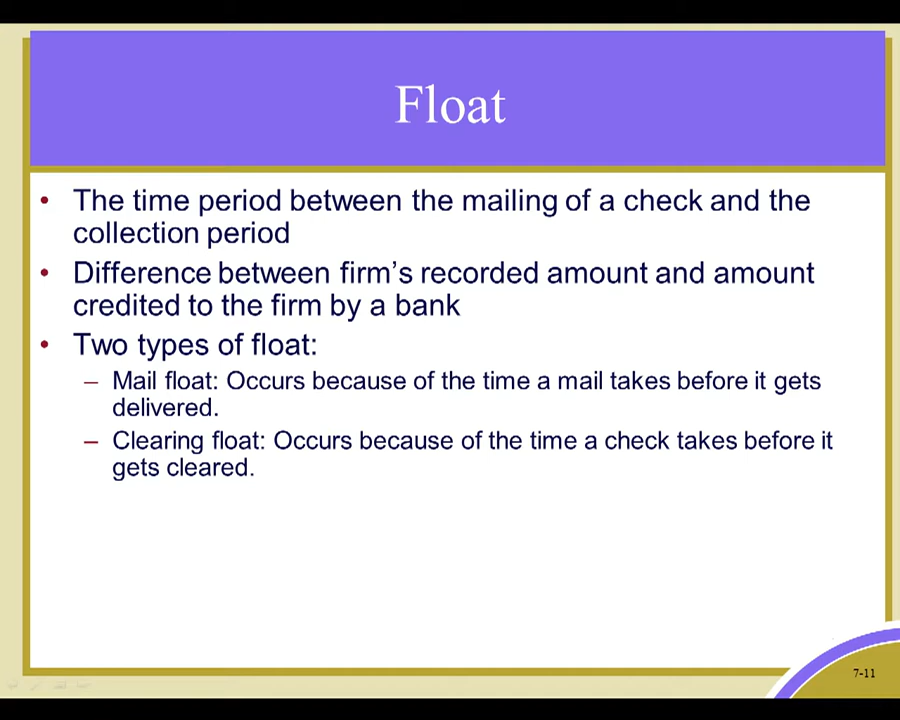 Float
• The time period between the mailing of a check and the
collection period
• Difference between firm’s recorded amount and amount
credited to the firm by a bank
• Two types of float:
– Mail float: Occurs because of the time a mail takes before it gets
delivered.
– Clearing float: Occurs because of the time a check takes before it
gets cleared.
7-11